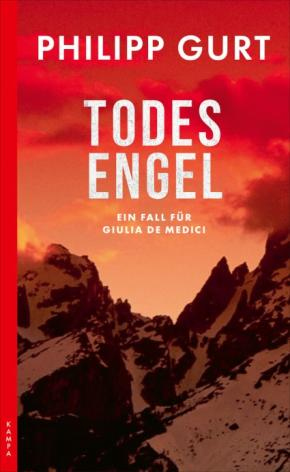 PHILIPP GURT
TODES
ENGEL
EIN FALL FÜR
GIULIA DE MEDICI
KAMPA